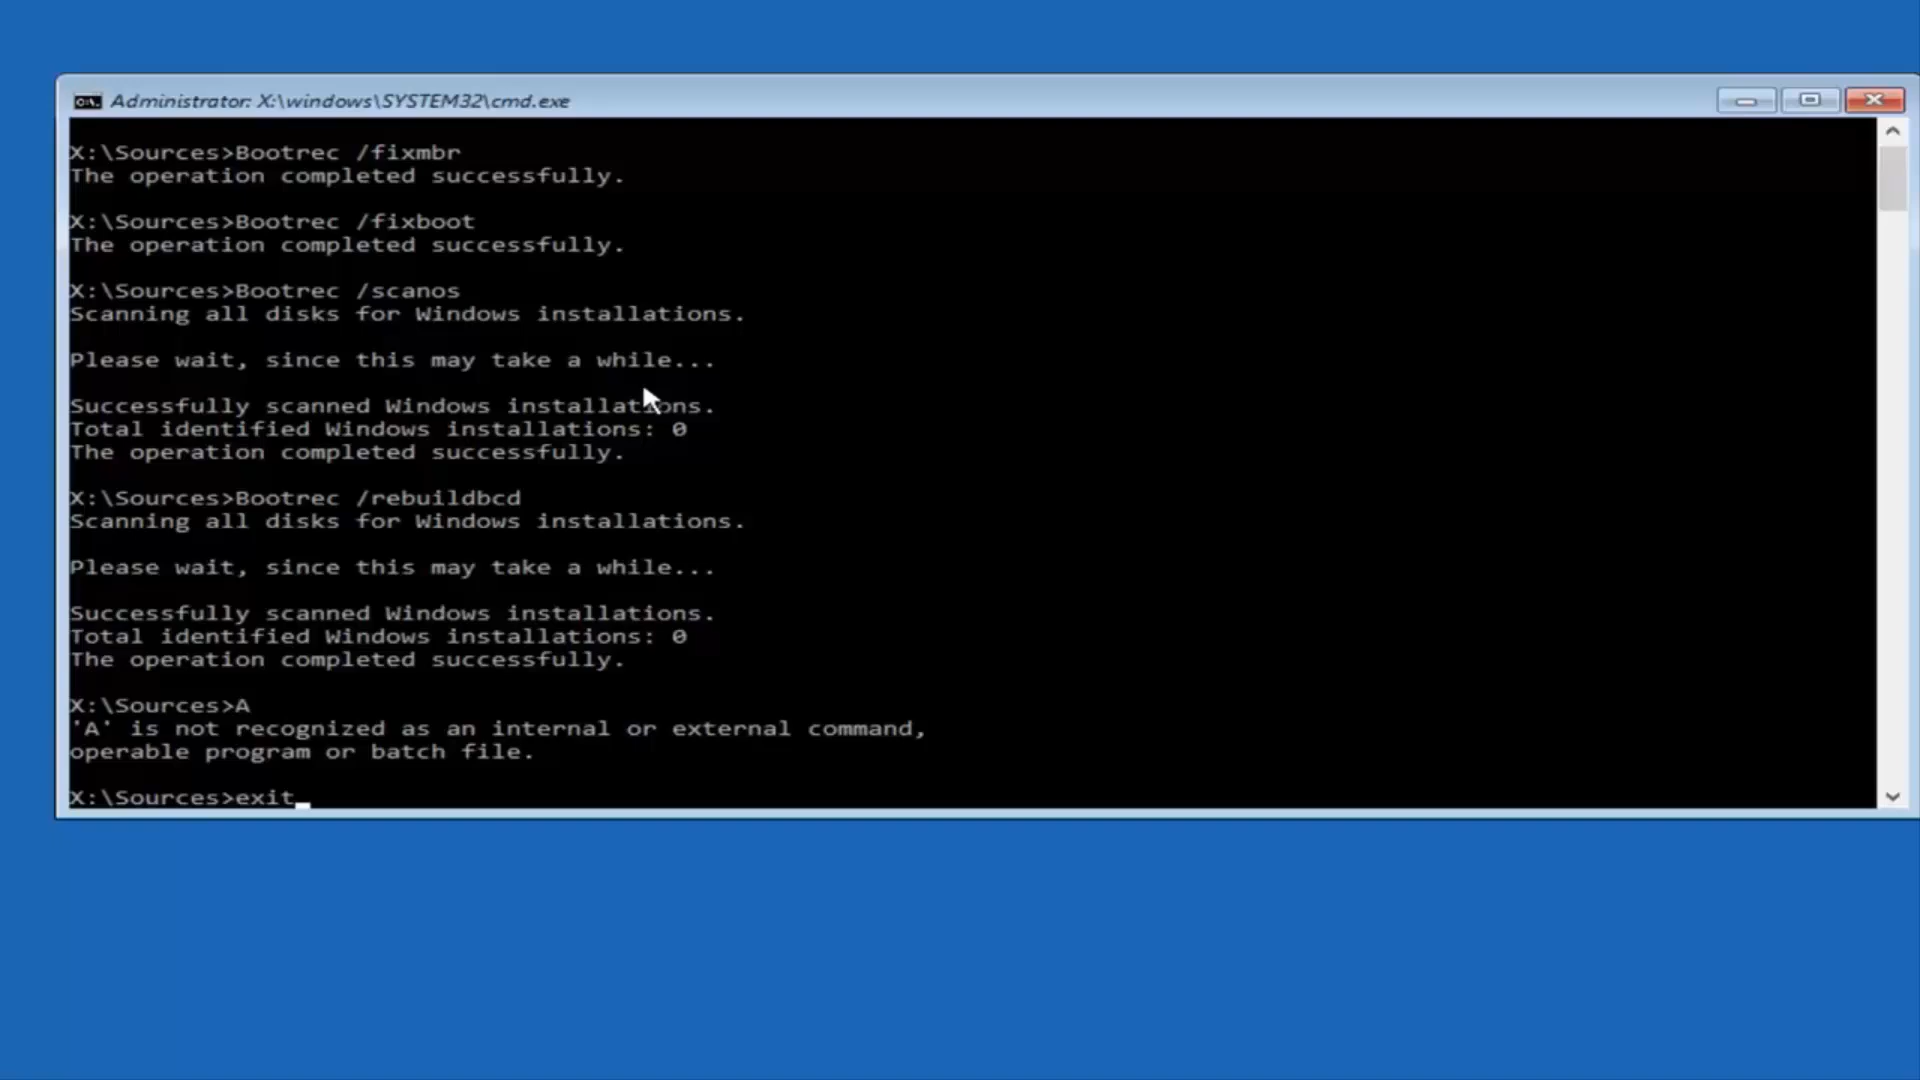 Administrator: X:\windows\SYSTEM32\cmd.exe
X:\Sources>Bootrec /fixmbr
The operation completed successfully.
X:\Sources>Bootrec /fixboot
The operation completed successfully.
X:\Sources>Bootrec /scanos
Scanning all disks for Windows installations.
Please wait, since this may take a while...
Successfully scanned Windows installations.
Total identified Windows installations: 0
The operation completed successfully.
X:\Sources>Bootrec /rebuildbcd
Scanning all disks for Windows installations.
Please wait, since this may take a while...
Successfully scanned Windows installations.
Total identified Windows installations: 0
The operation completed successfully.
X:\Sources>A
'A' is not recognized as an internal or external command,
operable program or batch file.
X:\Sources>exit